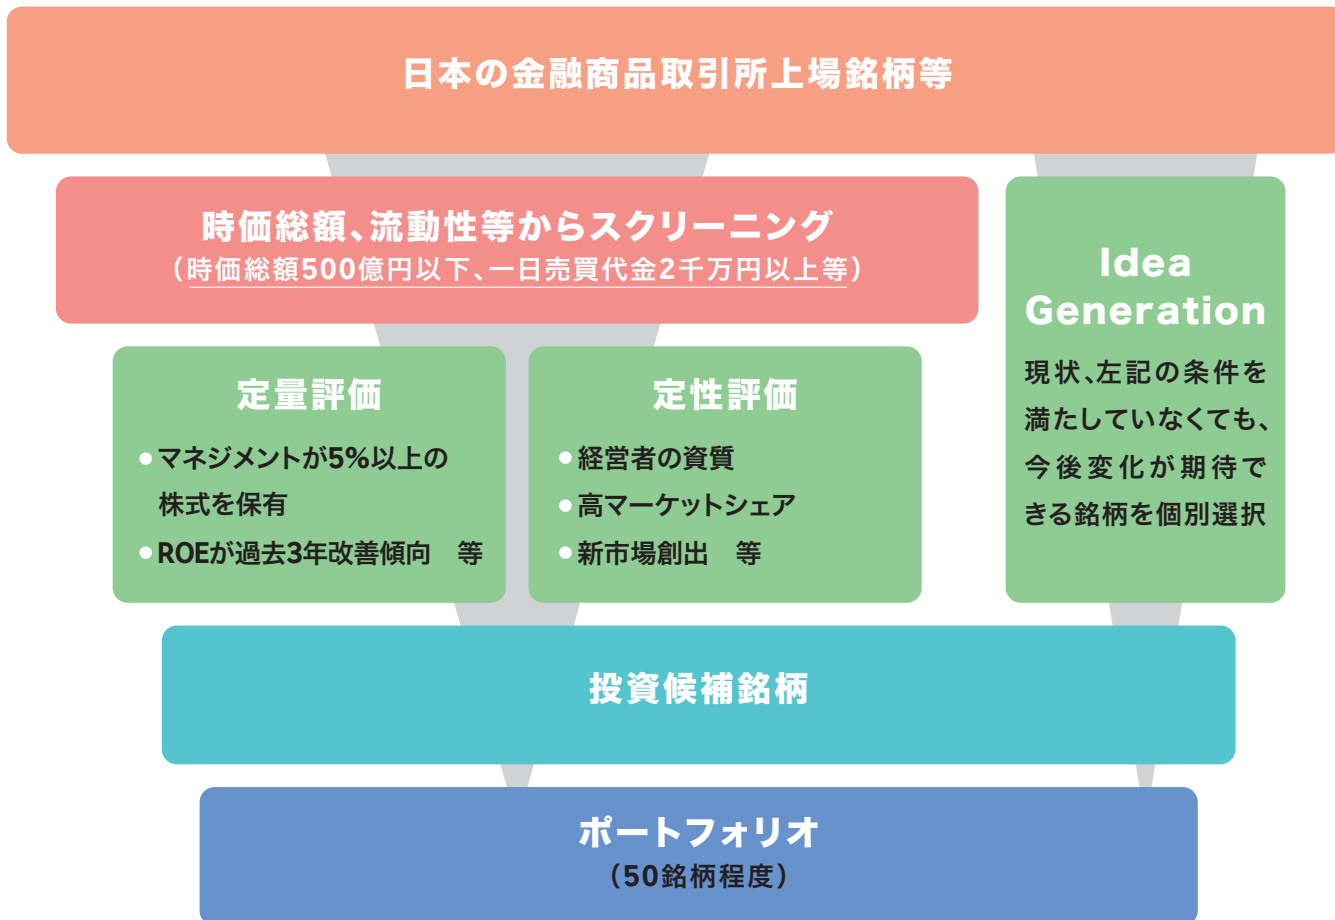 日本の金融商品取引所上場銘柄等
時価総額、流動性等からスクリーニング
（時価総額500億円以下、一日売買代金2千万円以上等）
定量評価
●マネジメントが5%以上の
株式を保有
●ROEが過去3年改善傾向　等
定性評価
●経営者の資質
●高マーケットシェア
●新市場創出　等
Idea
Generation
現状、左記の条件を
満たしていなくても、
今後変化が期待で
きる銘柄を個別選択
投資候補銘柄
ポートフォリオ
（50銘柄程度）